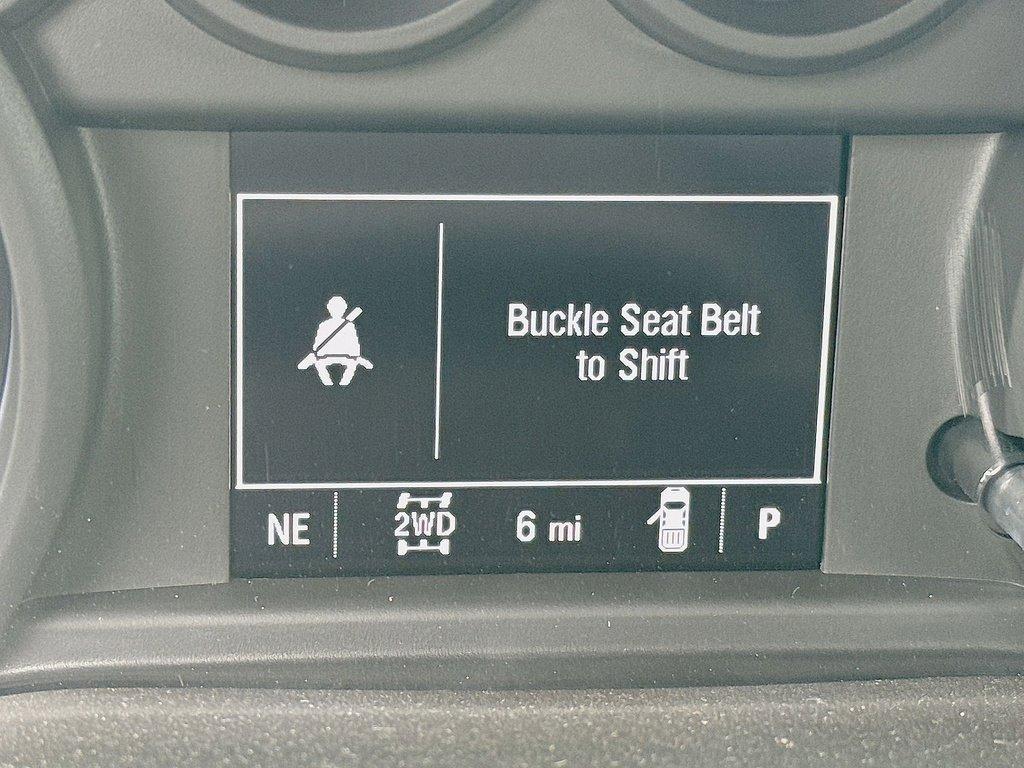 Buckle Seat Belt
to Shift
NE 2WD 6 mi P